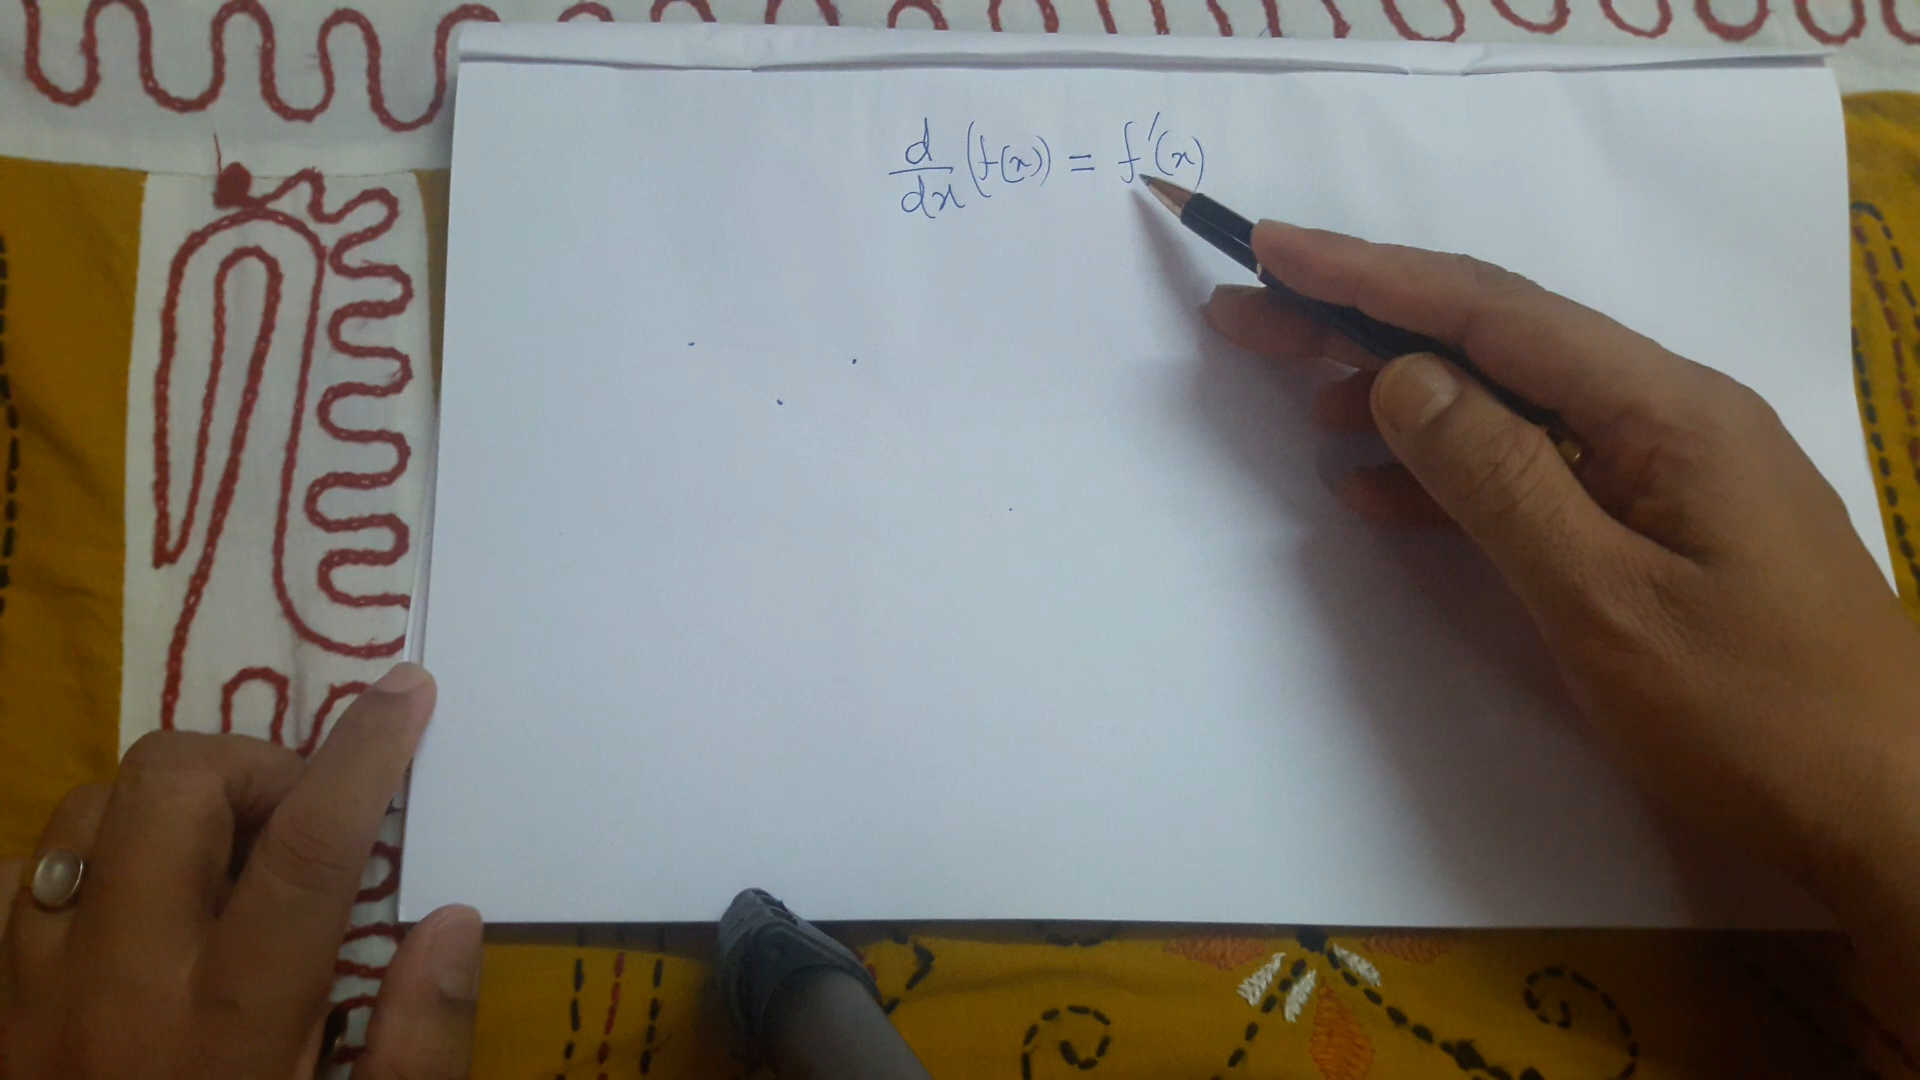 d/dx (f(x)) = f'(x)